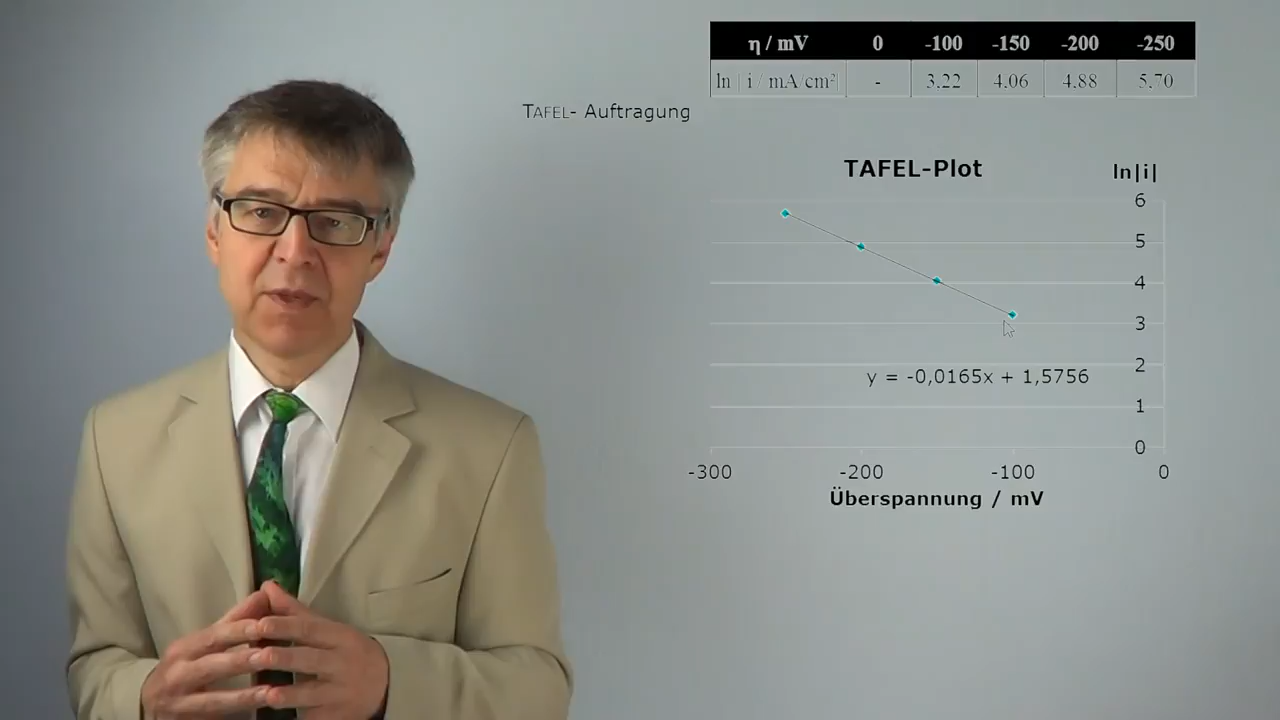 η / mV 0 -100 -150 -200 -250
ln | i / mA/cm²| - 3.22 4.06 4.88 5.70
TAFEL- Auftragung
TAFEL-Plot
ln|i|
6
5
4
3
2
y = -0,0165x + 1,5756
1
0
-300 -200 -100 0
Überspannung / mV